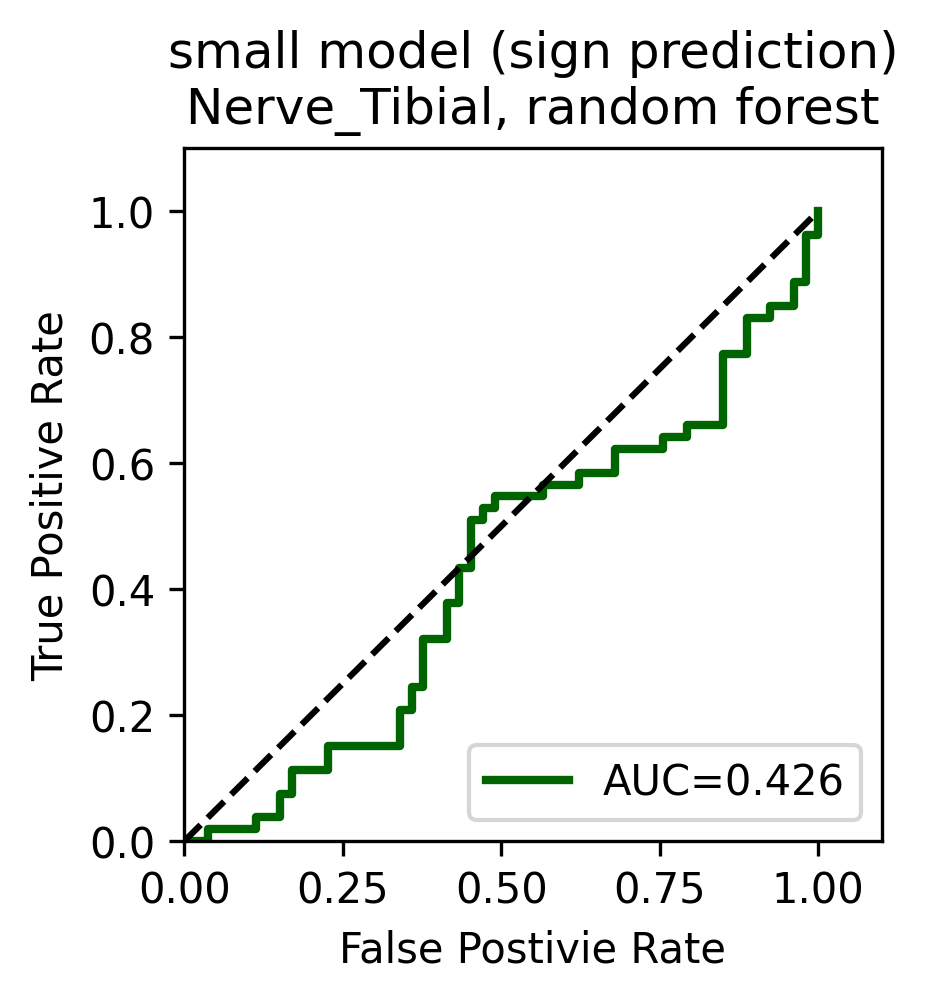 small model (sign prediction)
Nerve_Tibial, random forest
1.0
0.8
0.6
0.4
0.2
0.0
True Positive Rate
AUC=0.426
0.00 0.25 0.50 0.75 1.00
False Postivie Rate